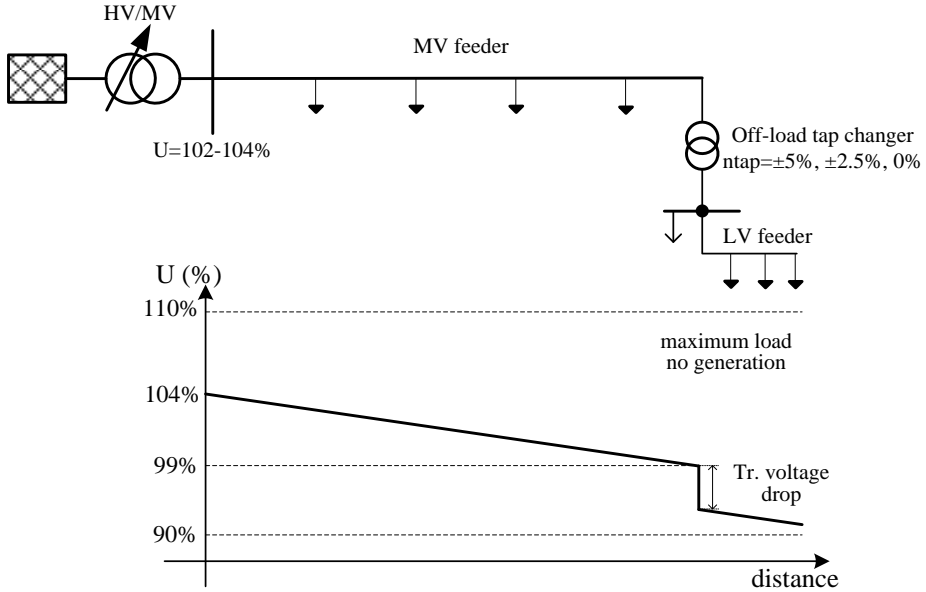 HV/MV
MV feeder
U=102-104%
Off-load tap changer
ntap=±5%, ±2.5%, 0%
LV feeder
U (%)
110%
maximum load
no generation
104%
99%
Tr. voltage
drop
90%
distance